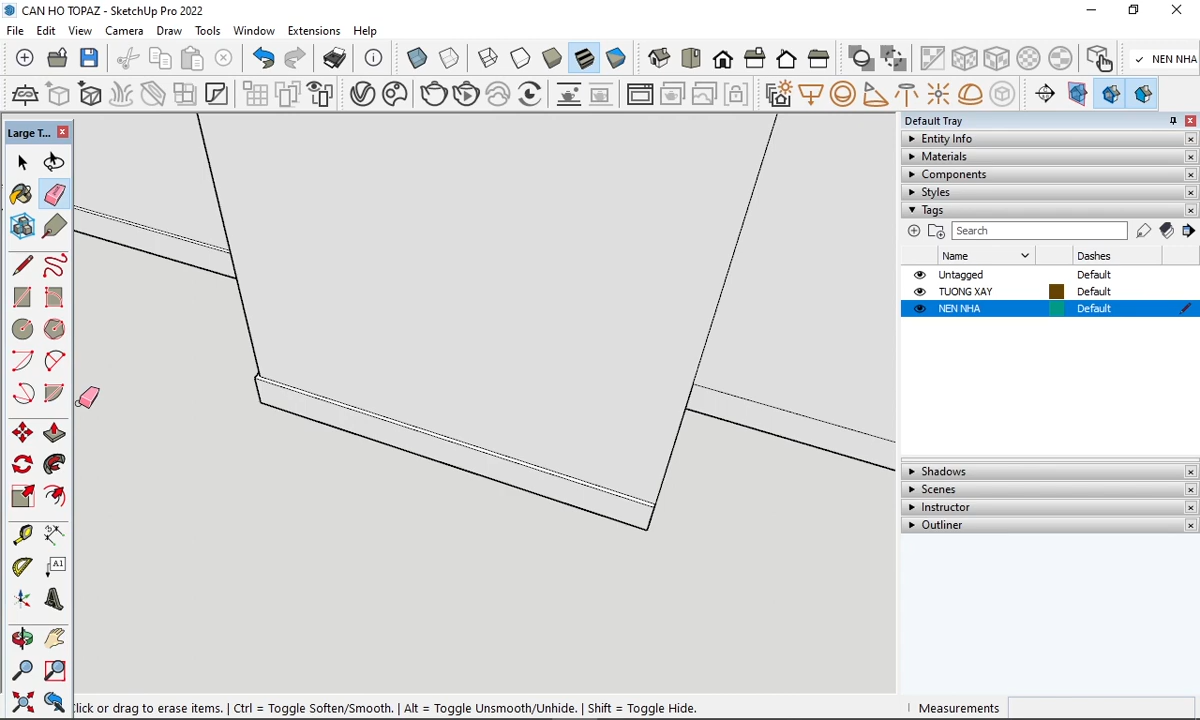 CAN HO TOPAZ - SketchUp Pro 2022
File Edit View Camera Draw Tools Window Extensions Help
✓ NEN NHA
Large T...
Default Tray
Entity Info
Materials
Components
Styles
Tags
Search
Name Dashes
Untagged Default
TUONG XAY Default
NEN NHA Default
Shadows
Scenes
Instructor
Outliner
A1
lick or drag to erase items. | Ctrl = Toggle Soften/Smooth. | Alt = Toggle Unsmooth/Unhide. | Shift = Toggle Hide.
Measurements